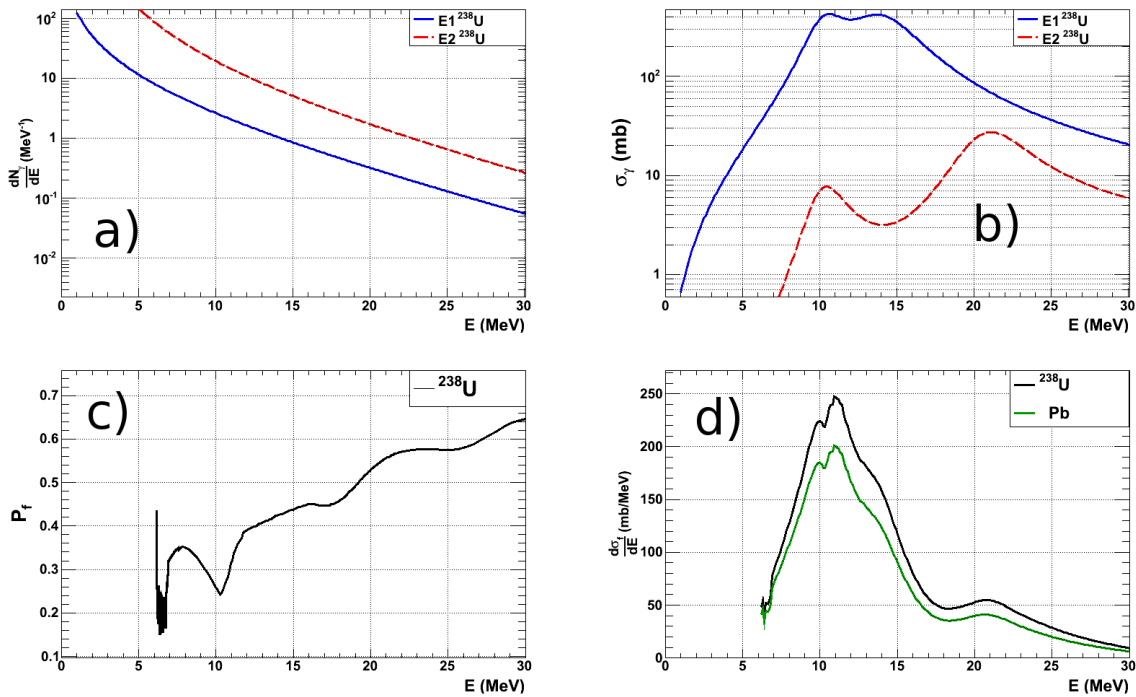 10²
10
1
10⁻¹
10⁻²
0 5 10 15 20 25 30
E (MeV)
dNγ/dE (MeV⁻¹)
E1 ²³⁸U
E2 ²³⁸U
a)
10²
10
1
0 5 10 15 20 25 30
E (MeV)
σγ (mb)
E1 ²³⁸U
E2 ²³⁸U
b)
0.7
0.6
0.5
0.4
0.3
0.2
0.1
0 5 10 15 20 25 30
E (MeV)
Pf
²³⁸U
c)
250
200
150
100
50
0
0 5 10 15 20 25 30
E (MeV)
dσf/dE (mb/MeV)
²³⁸U
Pb
d)